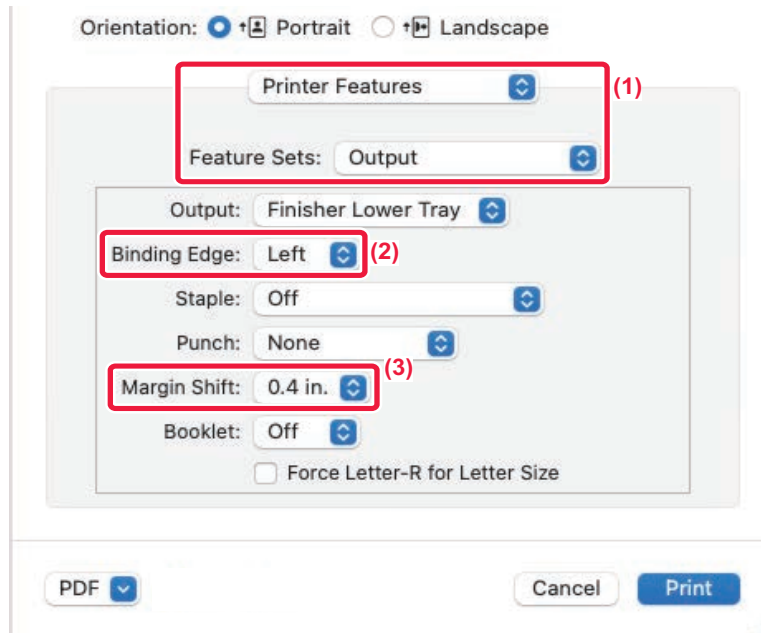 Orientation: Portrait Landscape
Printer Features
(1)
Feature Sets: Output
Output: Finisher Lower Tray
Binding Edge: Left (2)
Staple: Off
Punch: None
(3)
Margin Shift: 0.4 in.
Booklet: Off
Force Letter-R for Letter Size
PDF Cancel Print